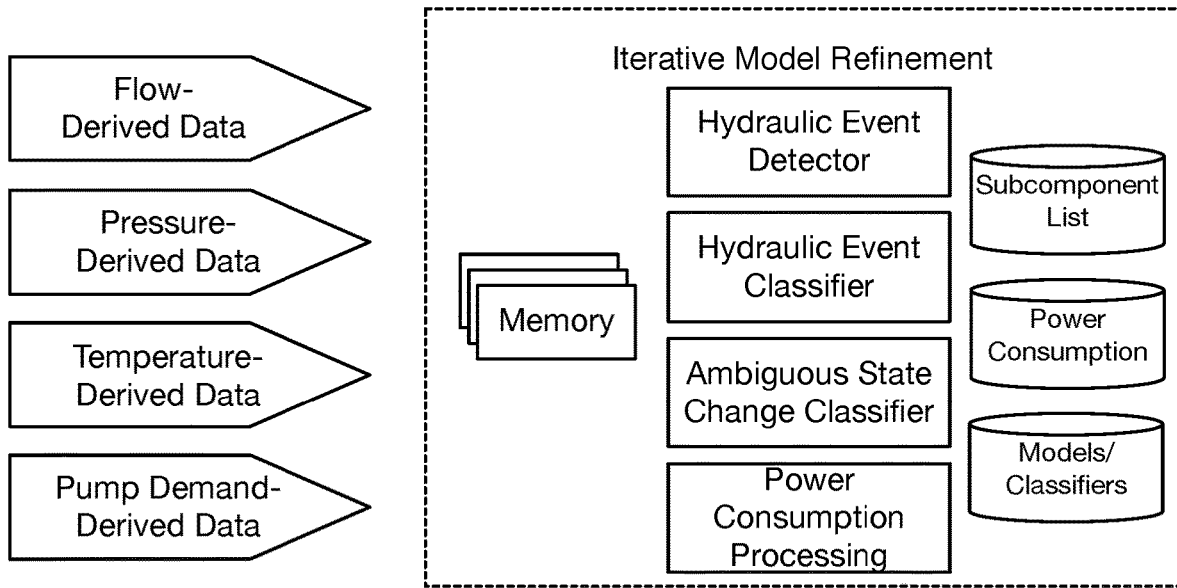 Flow-
Derived Data
Pressure-
Derived Data
Temperature-
Derived Data
Pump Demand-
Derived Data
Iterative Model Refinement
Memory
Hydraulic Event
Detector
Hydraulic Event
Classifier
Ambiguous State
Change Classifier
Power
Consumption
Processing
Subcomponent
List
Power
Consumption
Models/
Classifiers